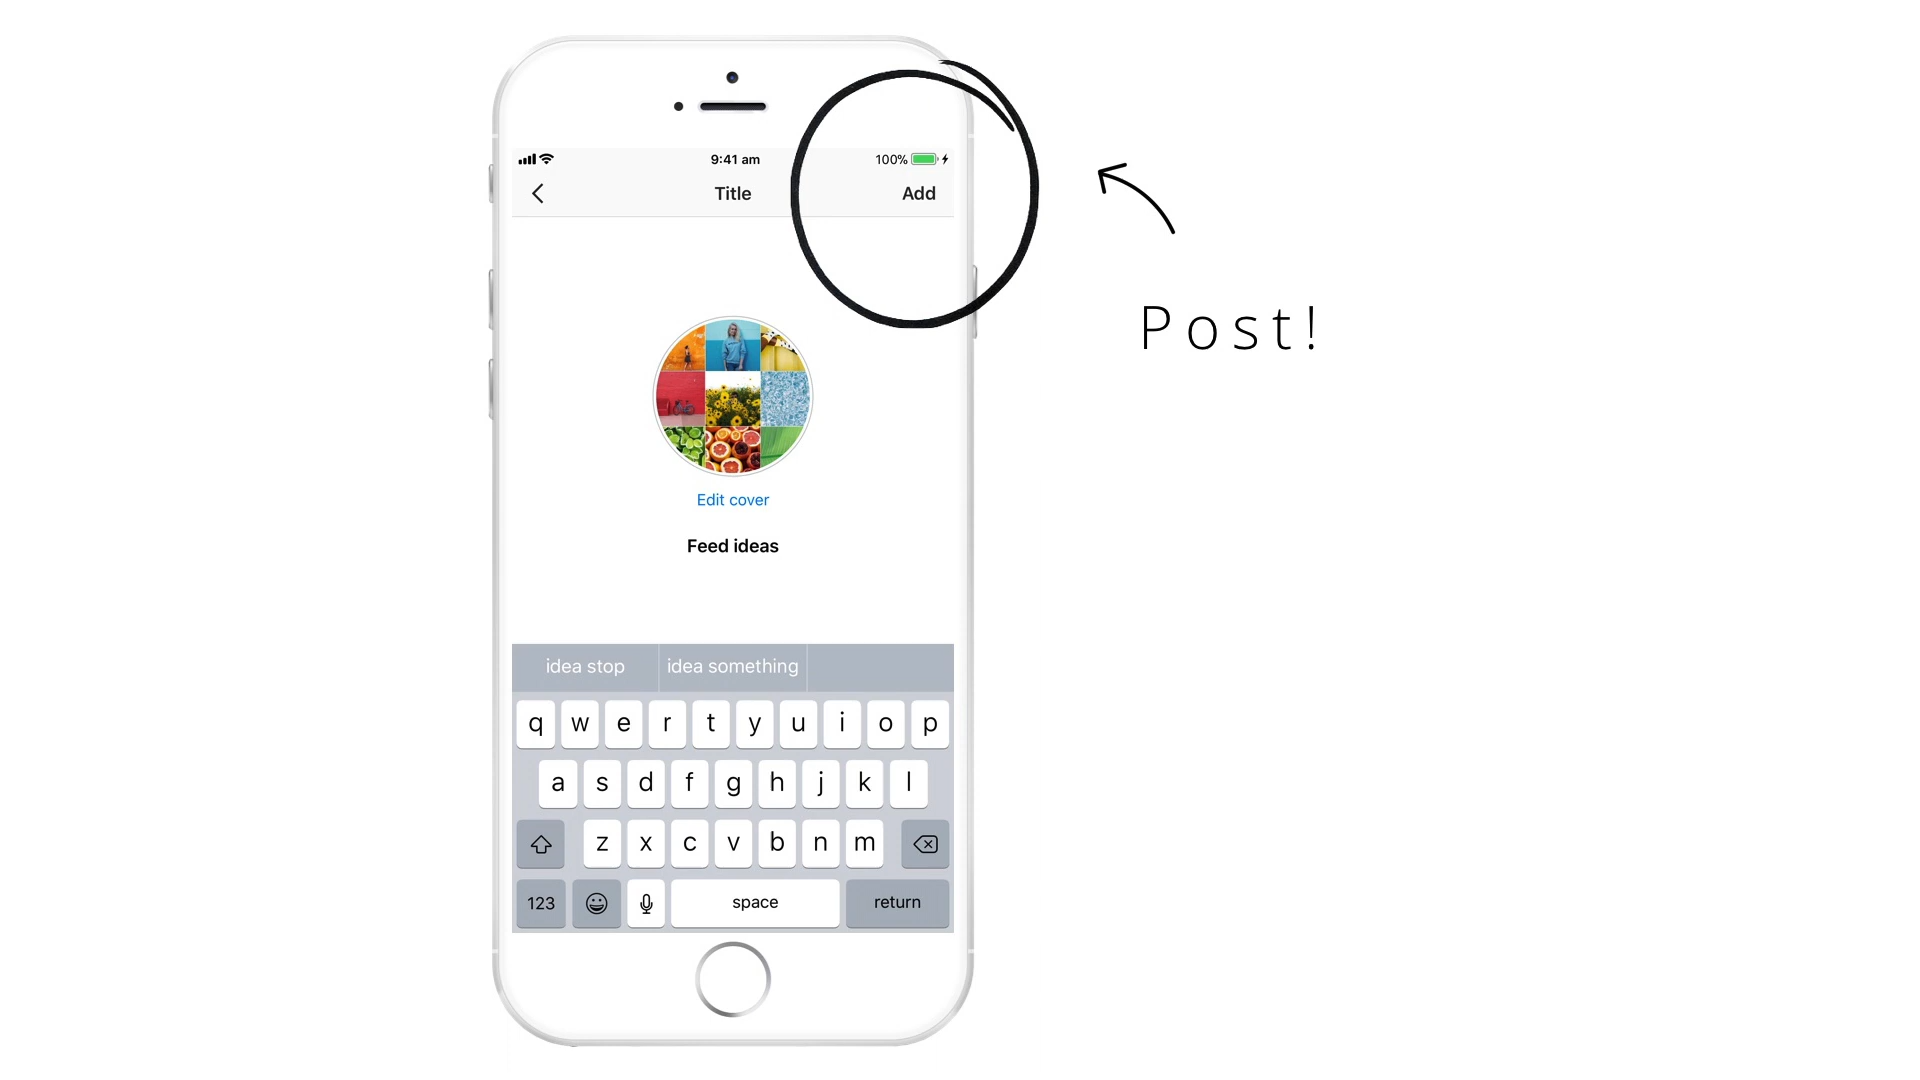 9:41 am
100%
Title
Add
Post!
Edit cover
Feed ideas
idea stop
idea something
q w e r t y u i o p
a s d f g h j k l
z x c v b n m
123
space
return